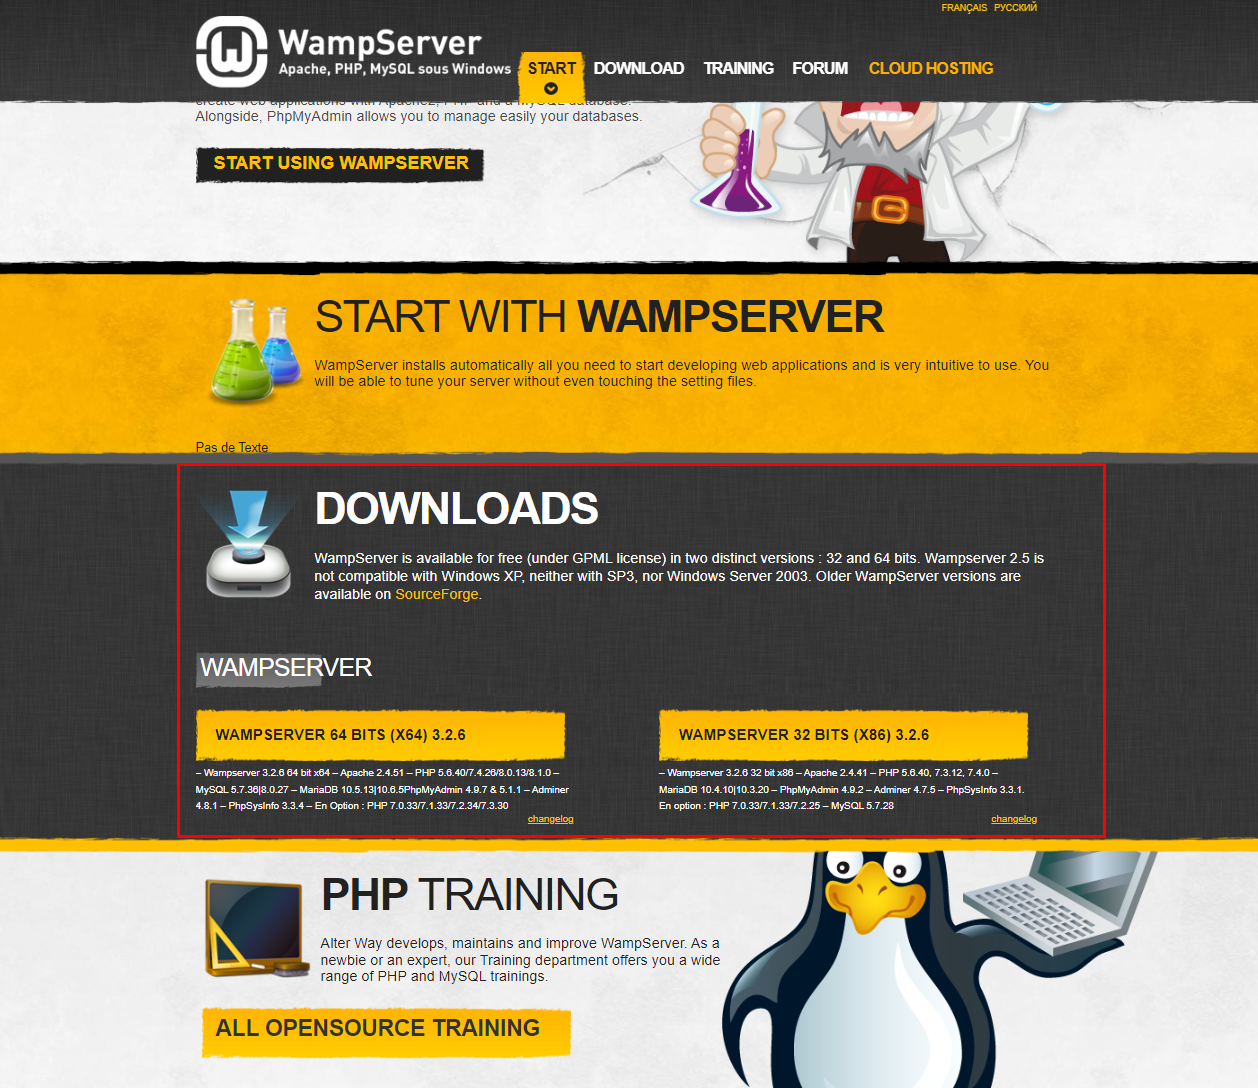 FRANÇAIS РУССКИЙ
WampServer
Apache, PHP, MySQL sous Windows
START DOWNLOAD TRAINING FORUM CLOUD HOSTING
create web applications with Apache2, PHP and a MySQL database.
Alongside, PhpMyAdmin allows you to manage easily your databases.
START USING WAMPSERVER
START WITH WAMPSERVER
WampServer installs automatically all you need to start developing web applications and is very intuitive to use. You
will be able to tune your server without even touching the setting files.
Pas de Texte
DOWNLOADS
WampServer is available for free (under GPML license) in two distinct versions : 32 and 64 bits. Wampserver 2.5 is
not compatible with Windows XP, neither with SP3, nor Windows Server 2003. Older WampServer versions are
available on SourceForge.
WAMPSERVER
WAMPSERVER 64 BITS (X64) 3.2.6
– Wampserver 3.2.6 64 bit x64 – Apache 2.4.51 – PHP 5.6.40/7.4.26/8.0.13/8.1.0 –
MySQL 5.7.36|8.0.27 – MariaDB 10.5.13|10.6.5PhpMyAdmin 4.9.7 & 5.1.1 – Adminer
4.8.1 – PhpSysInfo 3.3.4 – En Option : PHP 7.0.33/7.1.33/7.2.34/7.3.30
changelog
WAMPSERVER 32 BITS (X86) 3.2.6
– Wampserver 3.2.6 32 bit x86 – Apache 2.4.41 – PHP 5.6.40, 7.3.12, 7.4.0 –
MariaDB 10.4.10|10.3.20 – PhpMyAdmin 4.9.2 – Adminer 4.7.5 – PhpSysInfo 3.3.1.
En option : PHP 7.0.33/7.1.33/7.2.25 – MySQL 5.7.28
changelog
PHP TRAINING
Alter Way develops, maintains and improve WampServer. As a
newbie or an expert, our Training department offers you a wide
range of PHP and MySQL trainings.
ALL OPENSOURCE TRAINING